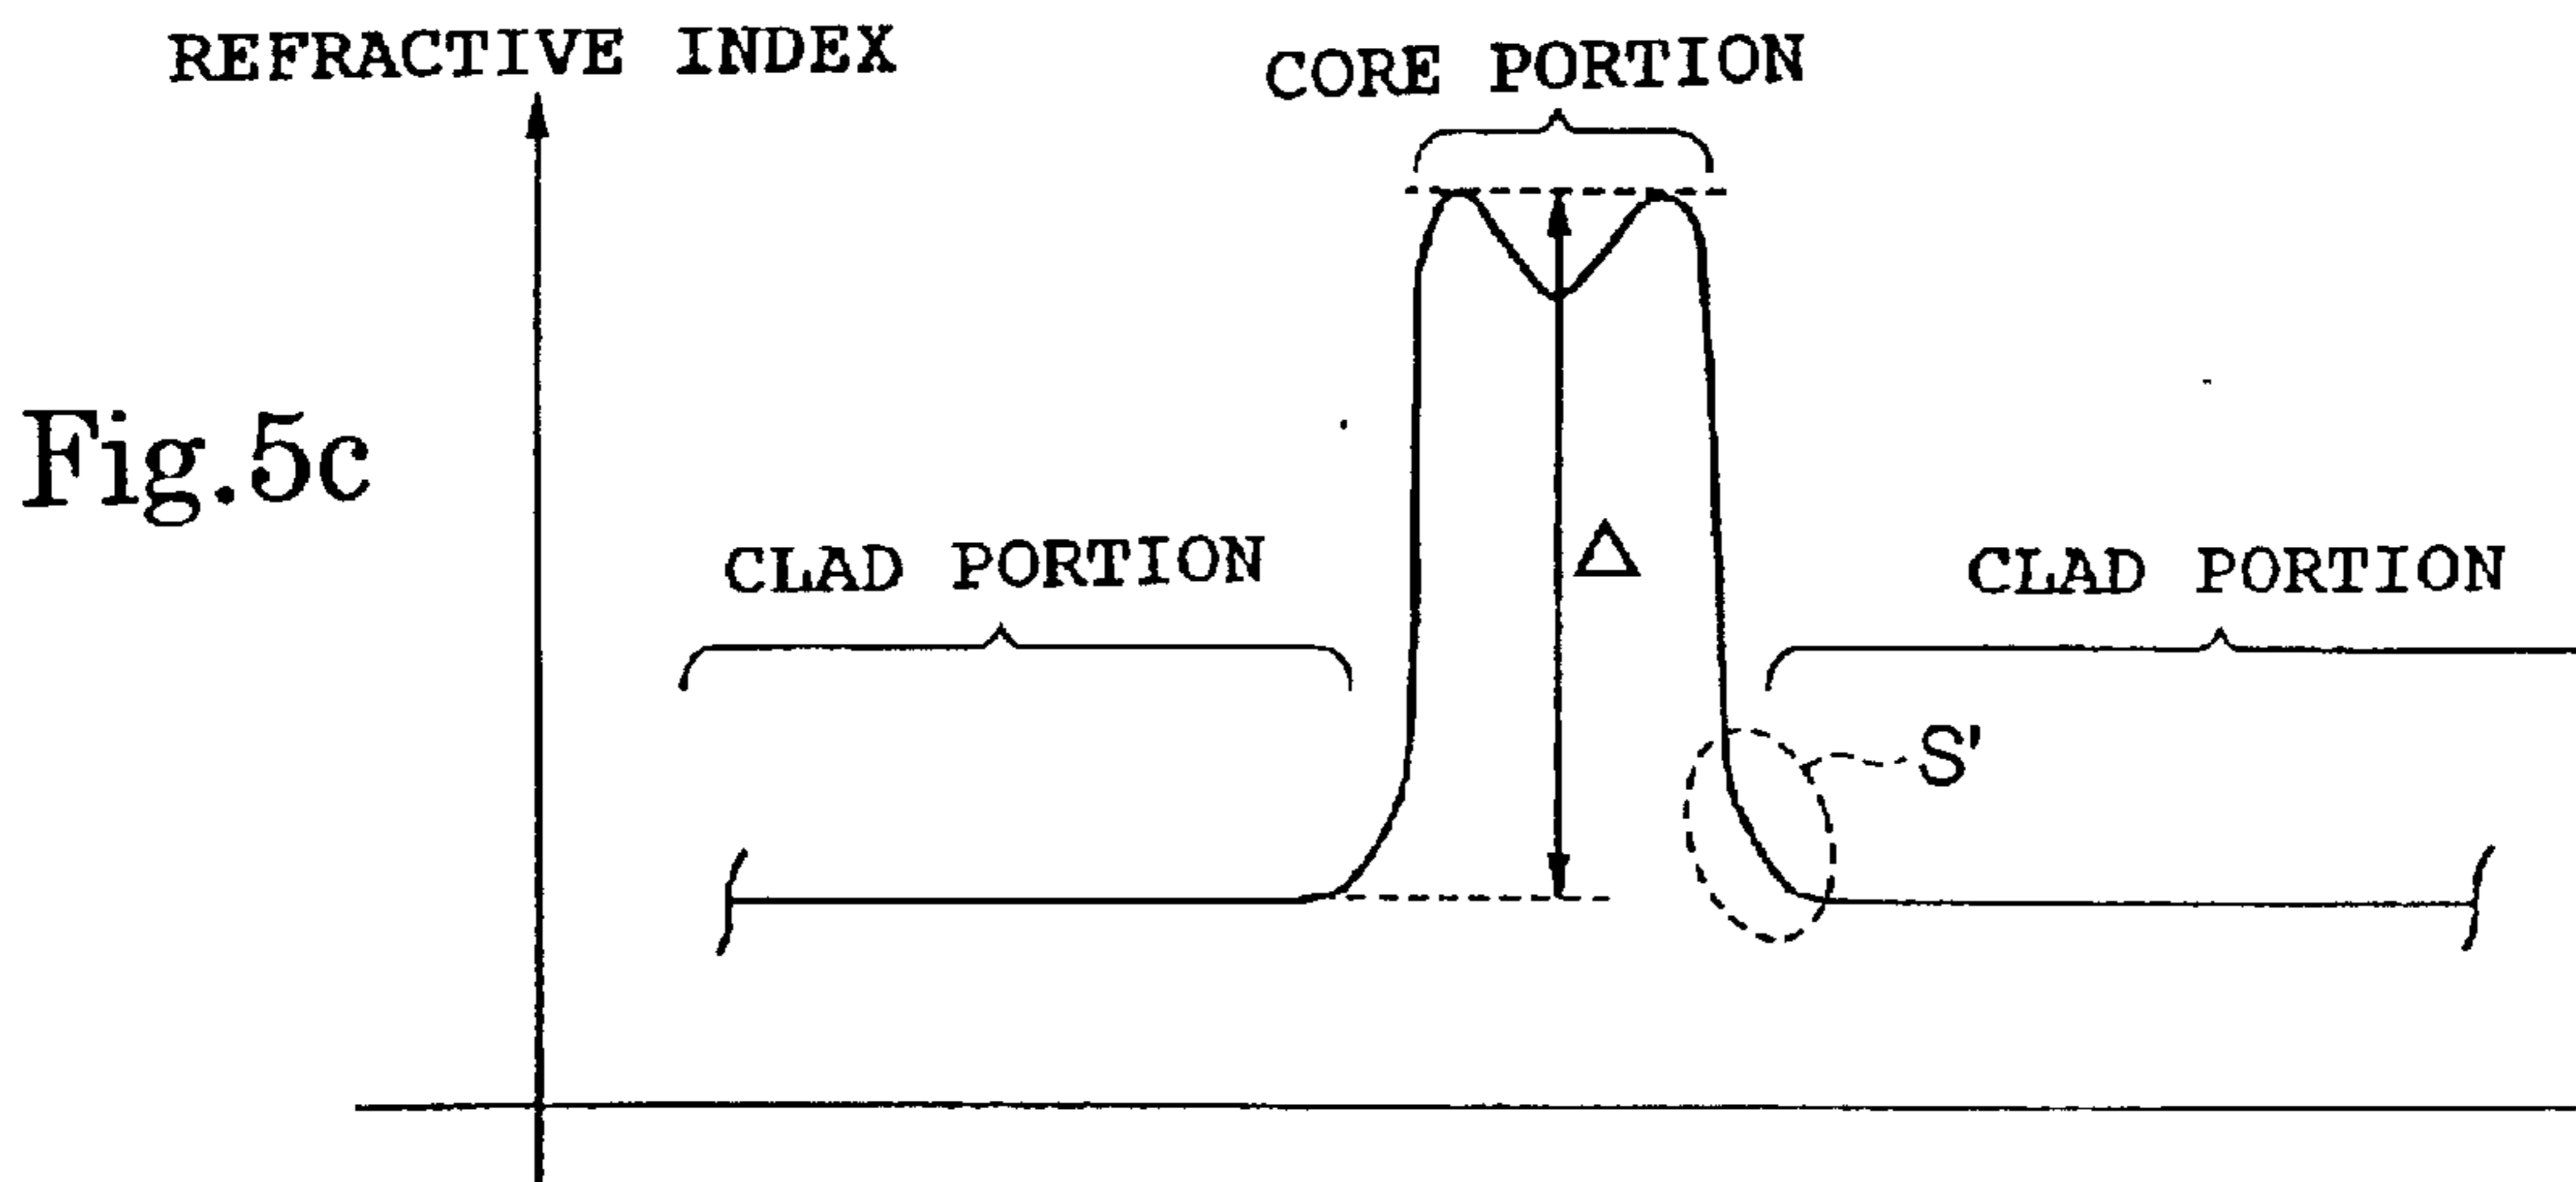 REFRACTIVE INDEX
CORE PORTION
Fig.5c
CLAD PORTION
Δ
CLAD PORTION
S'